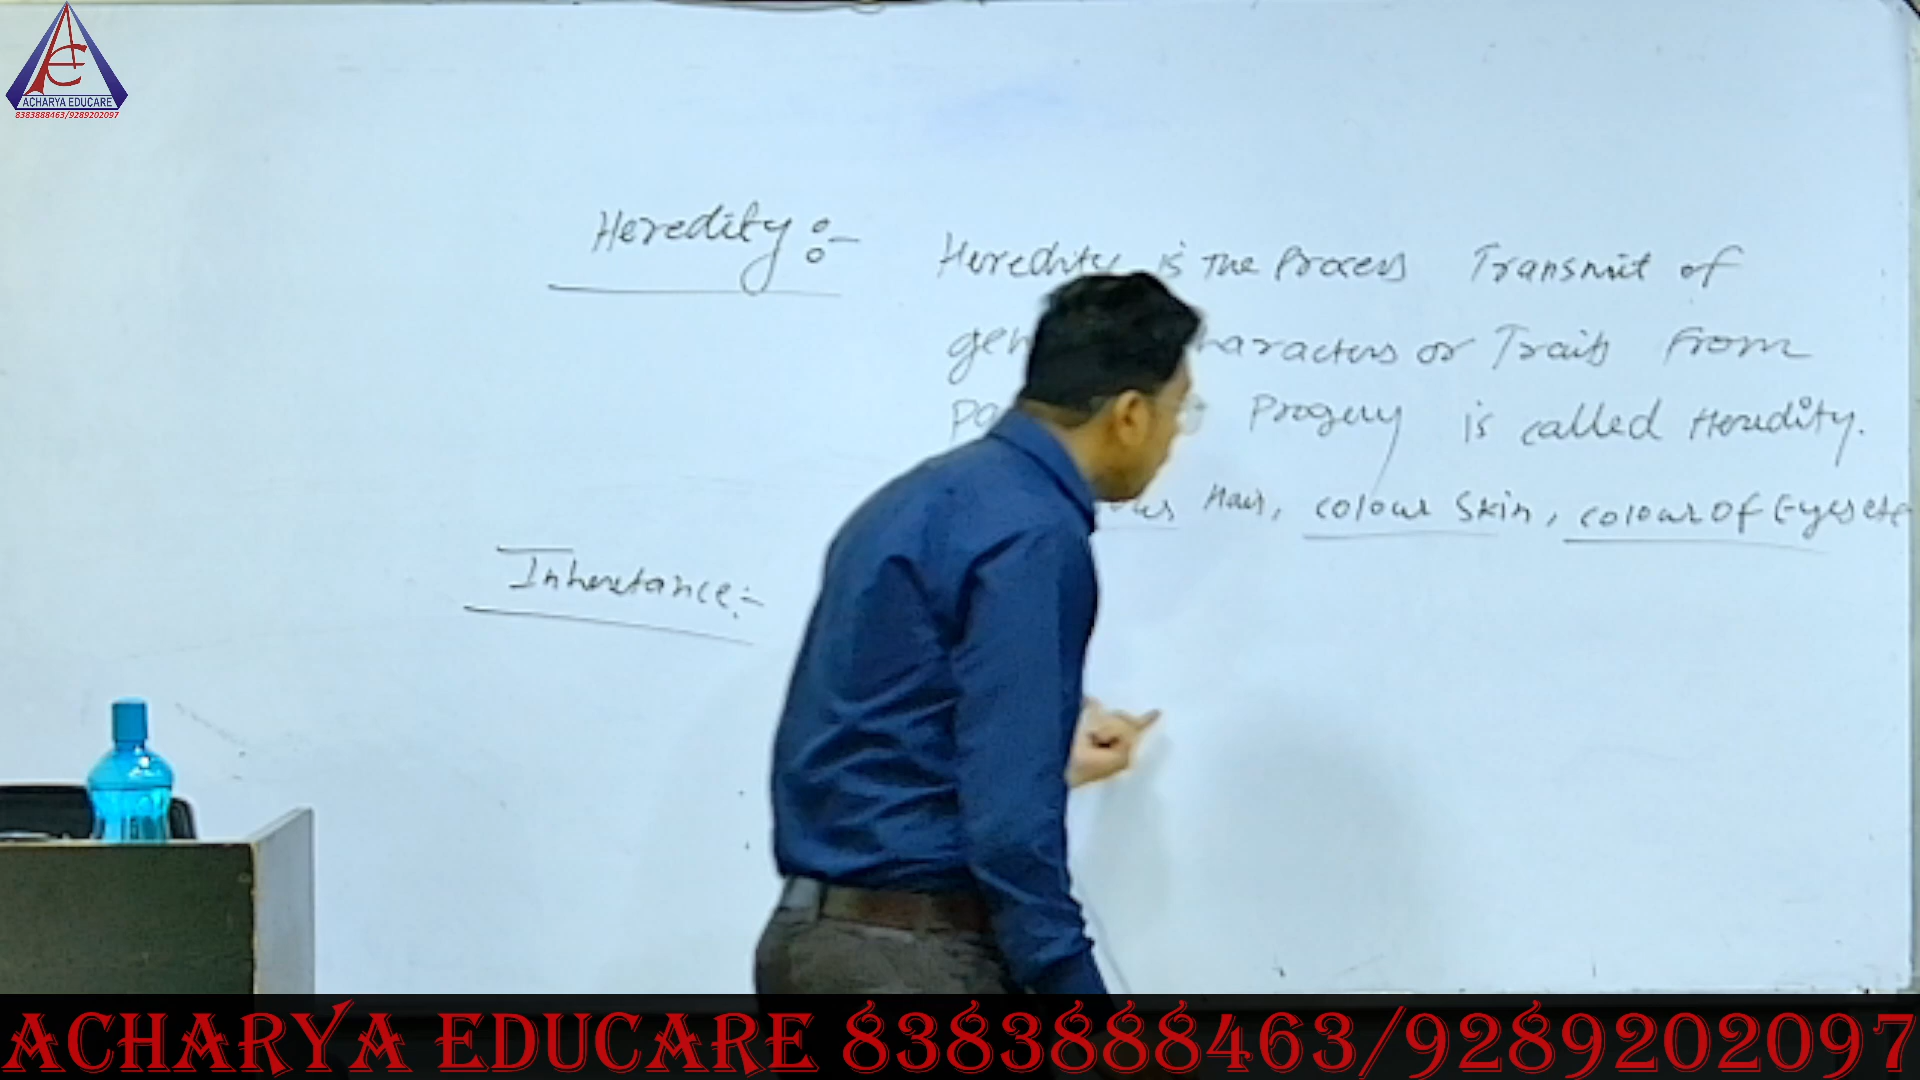 ACHARYA EDUCARE
8383888463/9289202097
Heredity :-
Heredity is The Process Transmit of
characters or Traits From
Progeny is called Heredity.
Hair, colour Skin, colour of Eyes etc
Inheretance :-
ACHARYA EDUCARE 8383888463/9289202097